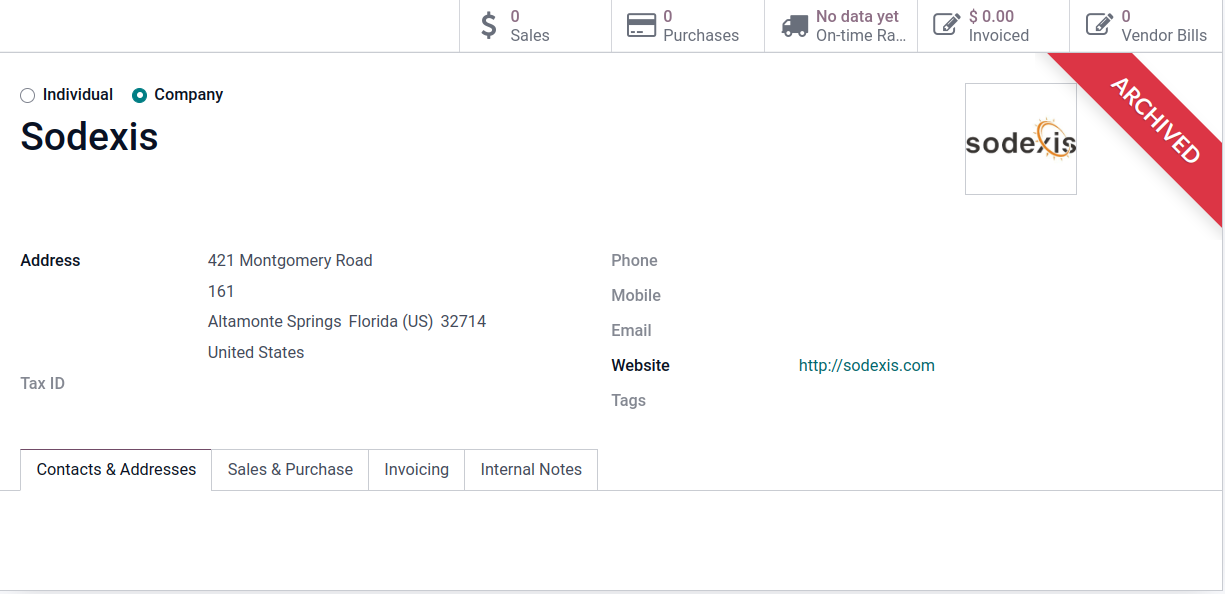 0
Sales
0
Purchases
No data yet
On-time Ra...
$ 0.00
Invoiced
0
Vendor Bills
ARCHIVED
Individual Company
Sodexis
sodexis
Address 421 Montgomery Road
161
Altamonte Springs Florida (US) 32714
United States
Tax ID
Phone
Mobile
Email
Website http://sodexis.com
Tags
Contacts & Addresses Sales & Purchase Invoicing Internal Notes